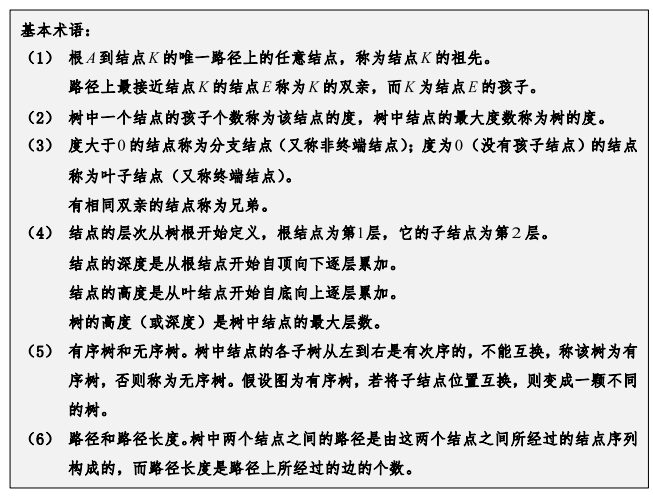 基本术语：
（1） 根A到结点K的唯一路径上的任意结点，称为结点K的祖先。
路径上最接近结点K的结点E称为K的双亲，而K为结点E的孩子。
（2） 树中一个结点的孩子个数称为该结点的度，树中结点的最大度数称为树的度。
（3） 度大于0的结点称为分支结点（又称非终端结点）；度为0（没有孩子结点）的结点
称为叶子结点（又称终端结点）。
有相同双亲的结点称为兄弟。
（4） 结点的层次从树根开始定义，根结点为第1层，它的子结点为第2层。
结点的深度是从根结点开始自顶向下逐层累加。
结点的高度是从叶结点开始自底向上逐层累加。
树的高度（或深度）是树中结点的最大层数。
（5） 有序树和无序树。树中结点的各子树从左到右是有次序的，不能互换，称该树为有
序树，否则称为无序树。假设图为有序树，若将子结点位置互换，则变成一颗不同
的树。
（6） 路径和路径长度。树中两个结点之间的路径是由这两个结点之间所经过的结点序列
构成的，而路径长度是路径上所经过的边的个数。